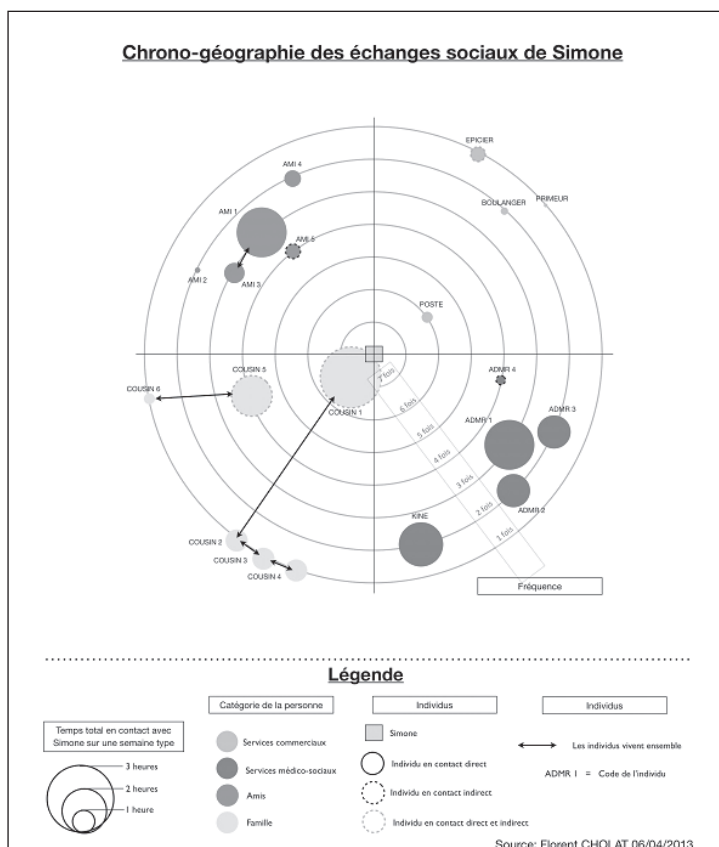 Chrono-géographie des échanges sociaux de Simone
EPICIER
AMI 4
BOULANGER
PRIMEUR
AMI 1
AMI 5
AMI 2
AMI 3
POSTE
COUSIN 5
COUSIN 6
COUSIN 1
7 fois
6 fois
5 fois
4 fois
3 fois
2 fois
1 fois
ADMR 4
ADMR 1
ADMR 3
ADMR 2
KINE
COUSIN 2
COUSIN 3
COUSIN 4
Fréquence
Légende
Temps total en contact avec
Simone sur une semaine type
3 heures
2 heures
1 heure
Catégorie de la personne
Services commerciaux
Services médico-sociaux
Amis
Famille
Individus
Simone
Individu en contact direct
Individu en contact indirect
Individu en contact direct et indirect
Individus
Les individus vivent ensemble
ADMR 1 = Code de l'individu
Source: Florent CHOLAT 06/04/2013